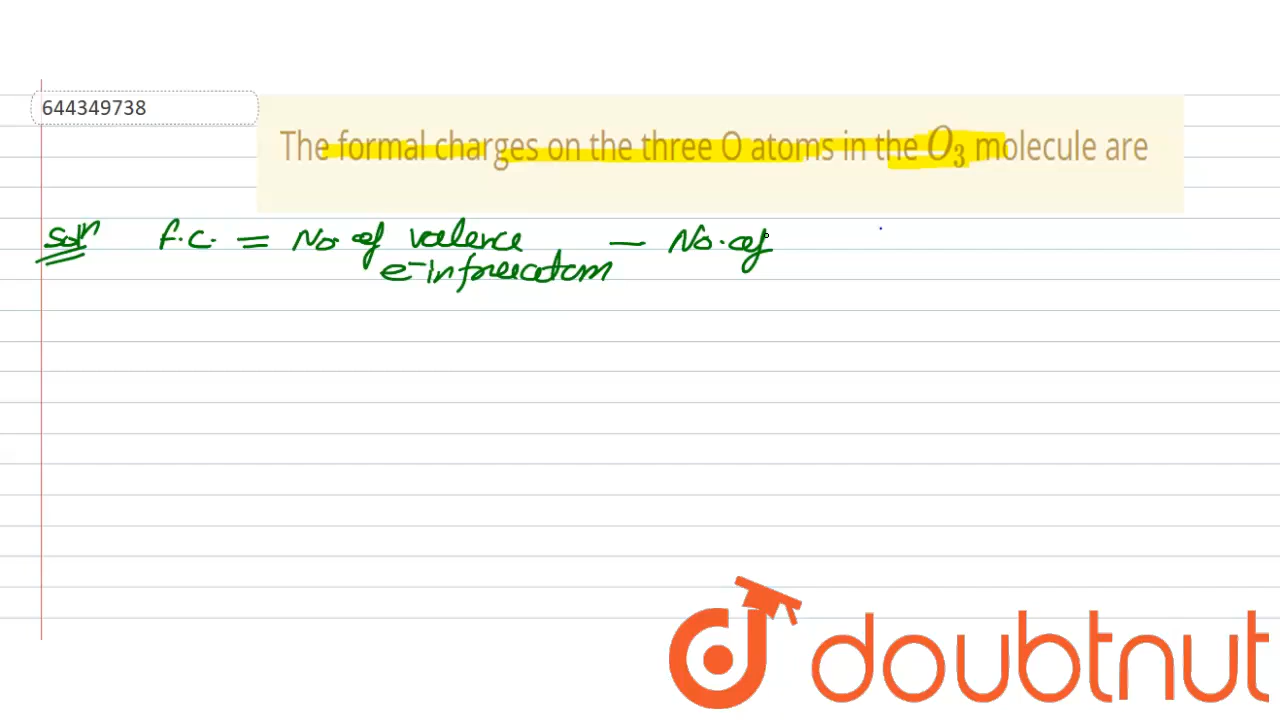 644349738
The formal charges on the three O atoms in the O₃ molecule are
Soln f.c. = No. of valence — No. of
e⁻ in free atom
doubtnut